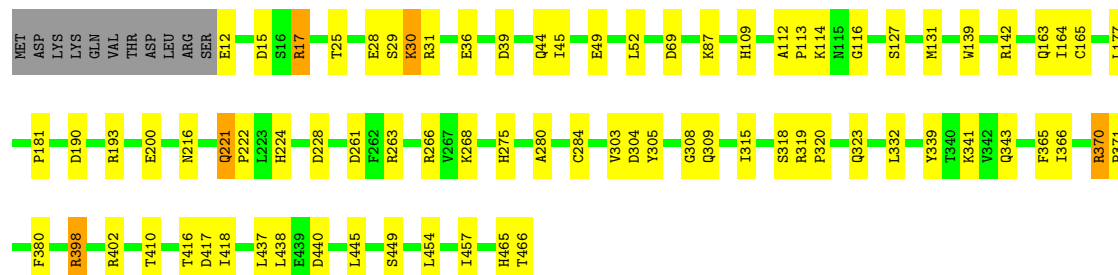 MET ASP LYS LYS GLN VAL THR ASP LEU ARG SER E12 D15 S16 R17 T25 E28 S29 K30 R31 E36 D39 Q44 I45 E49 L52 D69 K87 H109 A112 P113 K114 N115 G116 S127 M131 W139 R142 Q163 I164 C165
P181 D190 R193 E200 N216 Q221 P222 L223 H224 D228 D261 F262 R263 R266 V267 K268 H275 A280 C284 V303 D304 Y305 G308 Q309 I315 S318 R319 P320 Q323 L332 Y339 T340 K341 V342 Q343 F365 I366 R370
F380 R398 R402 T410 T416 D417 I418 L437 L438 E439 D440 L445 S449 L454 I457 H465 T466